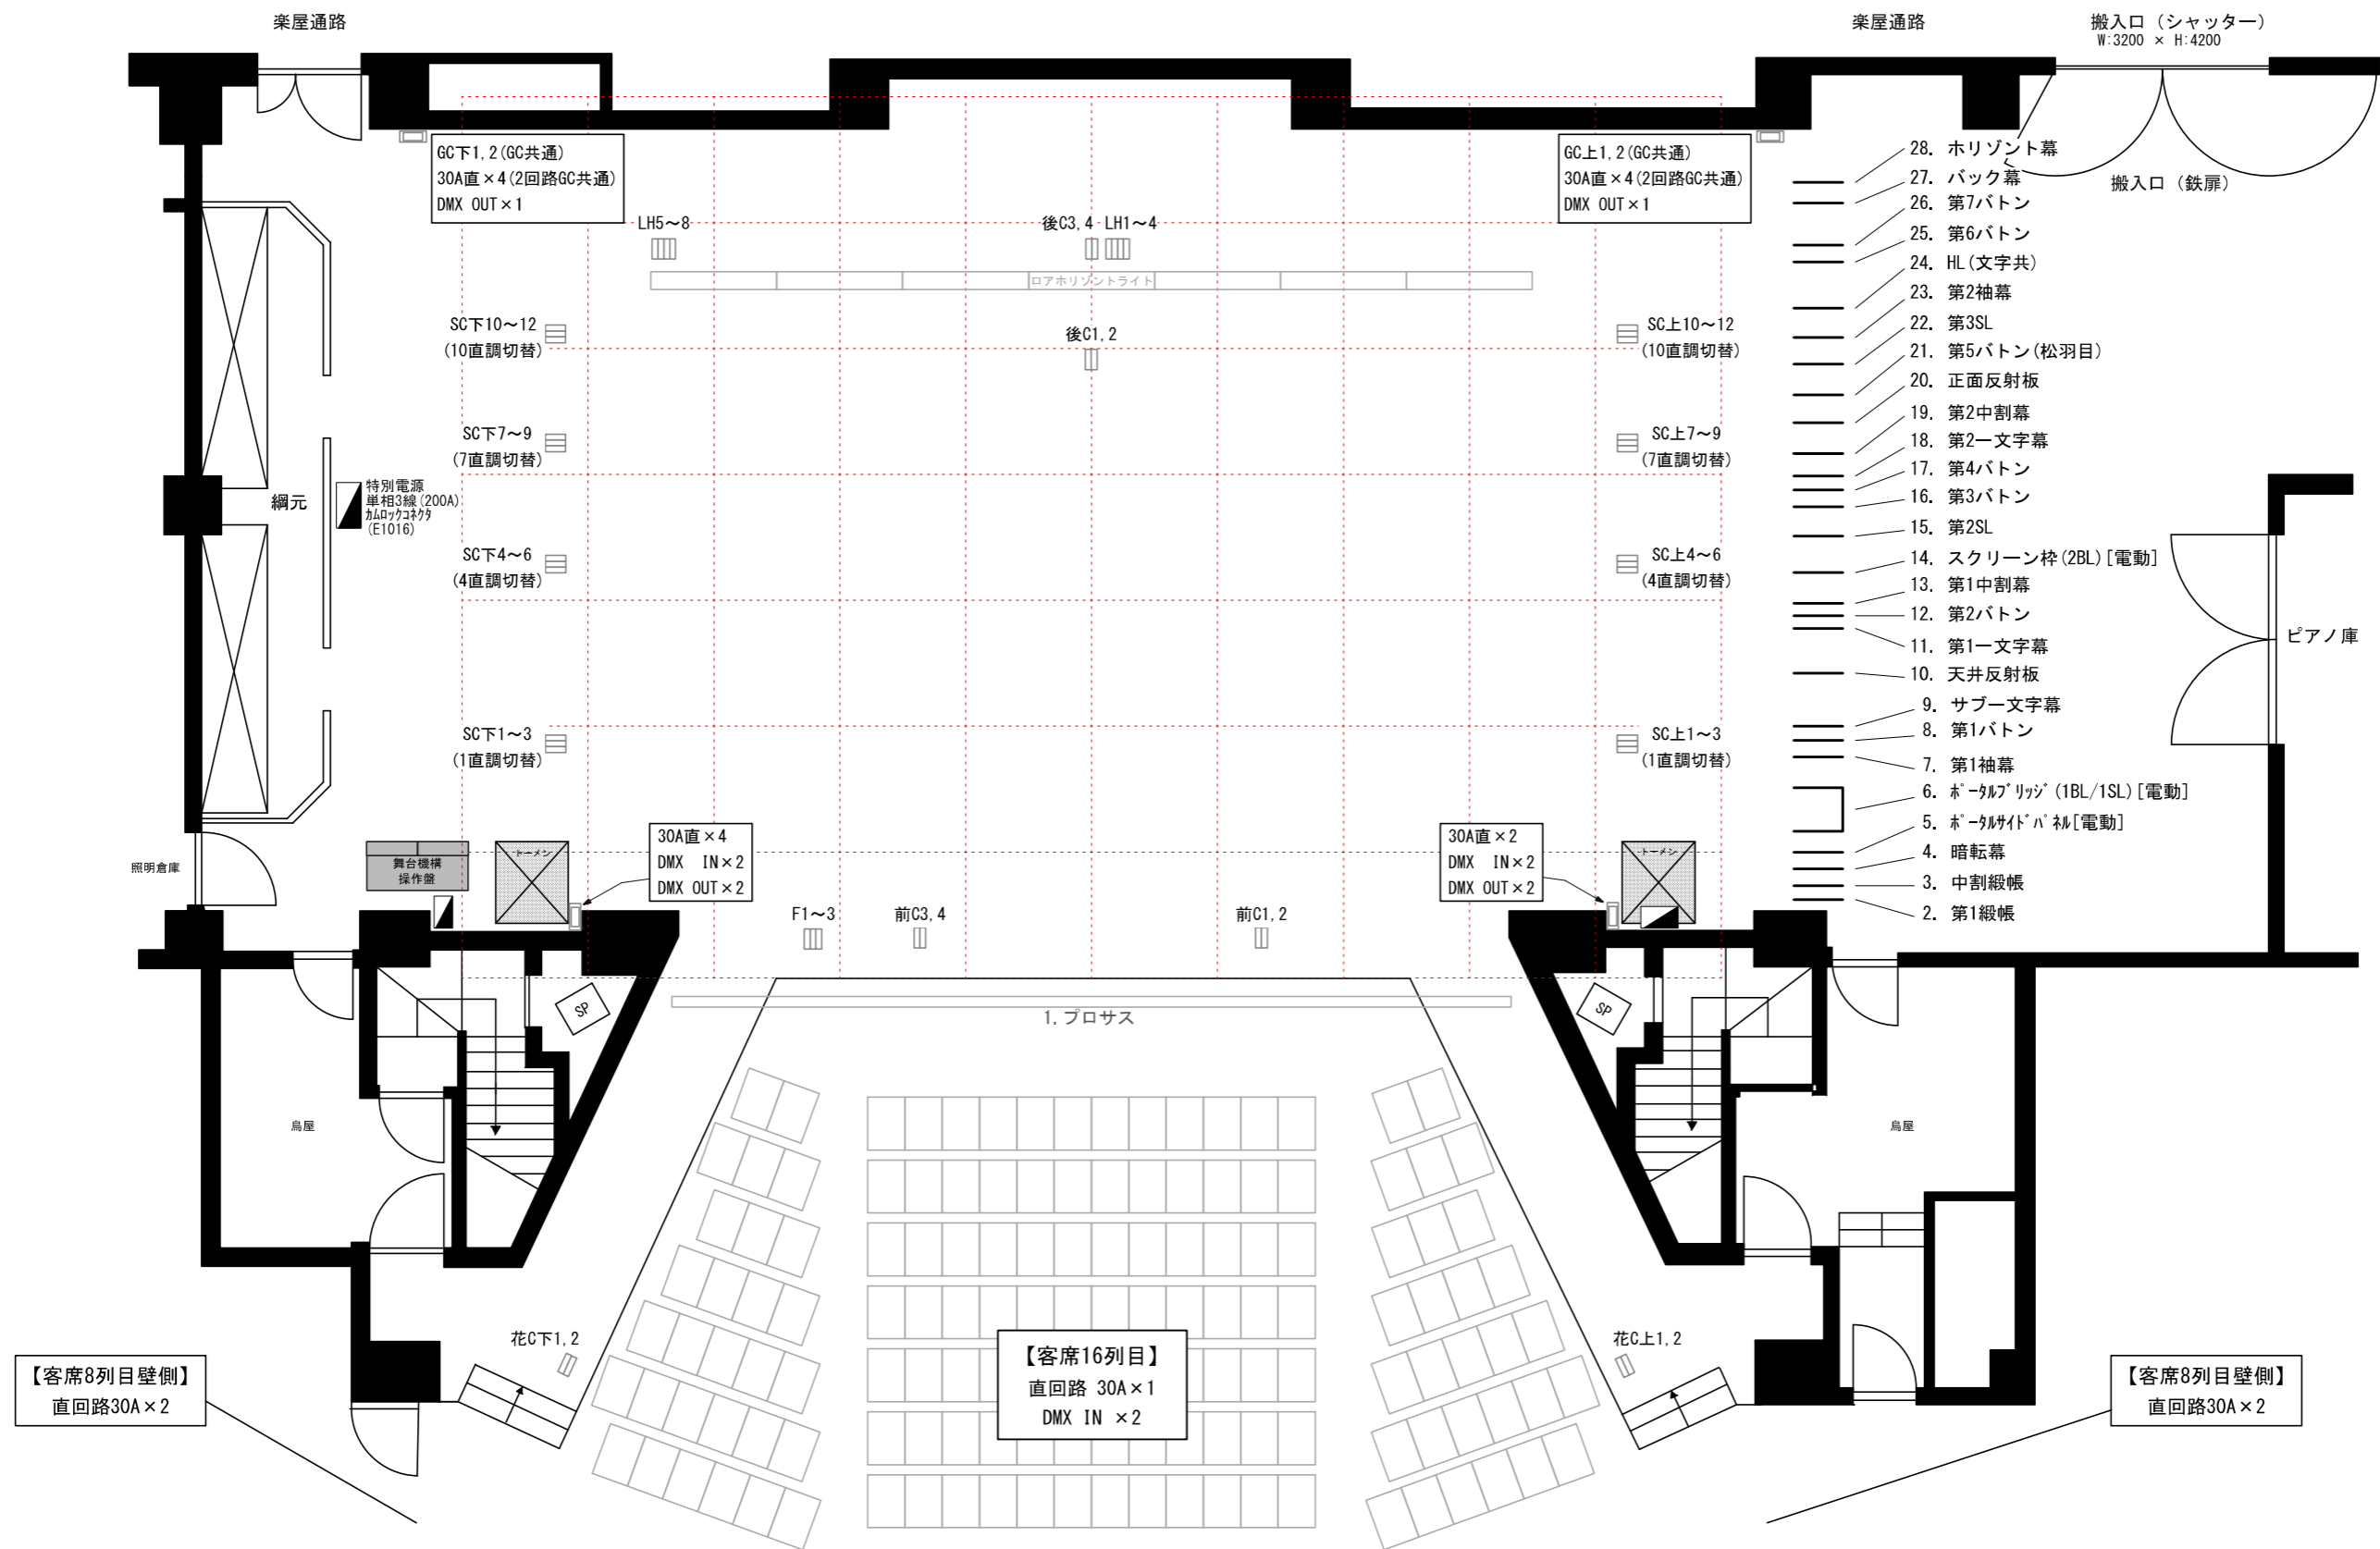 楽屋通路
楽屋通路
搬入口（シャッター）
W:3200 × H:4200
GC下1,2(GC共通)
30A直×4(2回路GC共通)
DMX OUT×1
GC上1,2(GC共通)
30A直×4(2回路GC共通)
DMX OUT×1
搬入口（鉄扉）
28. ホリゾント幕
27. バック幕
26. 第7バトン
25. 第6バトン
24. HL(文字共)
23. 第2袖幕
22. 第3SL
21. 第5バトン(松羽目)
20. 正面反射板
19. 第2中割幕
18. 第2一文字幕
17. 第4バトン
16. 第3バトン
15. 第2SL
14. スクリーン枠(2BL)[電動]
13. 第1中割幕
12. 第2バトン
11. 第1一文字幕
10. 天井反射板
9. サブ一文字幕
8. 第1バトン
7. 第1袖幕
6. ﾎﾟｰﾀﾙﾌﾞﾘｯｼﾞ(1BL/1SL)[電動]
5. ﾎﾟｰﾀﾙｻｲﾄﾞﾊﾟﾈﾙ[電動]
4. 暗転幕
3. 中割緞帳
2. 第1緞帳
LH5～8
後C3,4
LH1～4
ロアホリゾントライト
SC下10～12
(10直調切替)
後C1,2
SC上10～12
(10直調切替)
SC下7～9
(7直調切替)
SC上7～9
(7直調切替)
綱元
特別電源
単相3線(200A)
ｶﾑﾛｯｸｺﾈｸﾀ
(E1016)
SC下4～6
(4直調切替)
SC上4～6
(4直調切替)
ピアノ庫
SC下1～3
(1直調切替)
SC上1～3
(1直調切替)
照明倉庫
舞台機構
操作盤
トーメン
30A直×4
DMX IN×2
DMX OUT×2
30A直×2
DMX IN×2
DMX OUT×2
トーメン
F1～3
前C3,4
前C1,2
SP
SP
1.プロサス
鳥屋
鳥屋
花C下1,2
花C上1,2
【客席8列目壁側】
直回路30A×2
【客席16列目】
直回路 30A×1
DMX IN ×2
【客席8列目壁側】
直回路30A×2